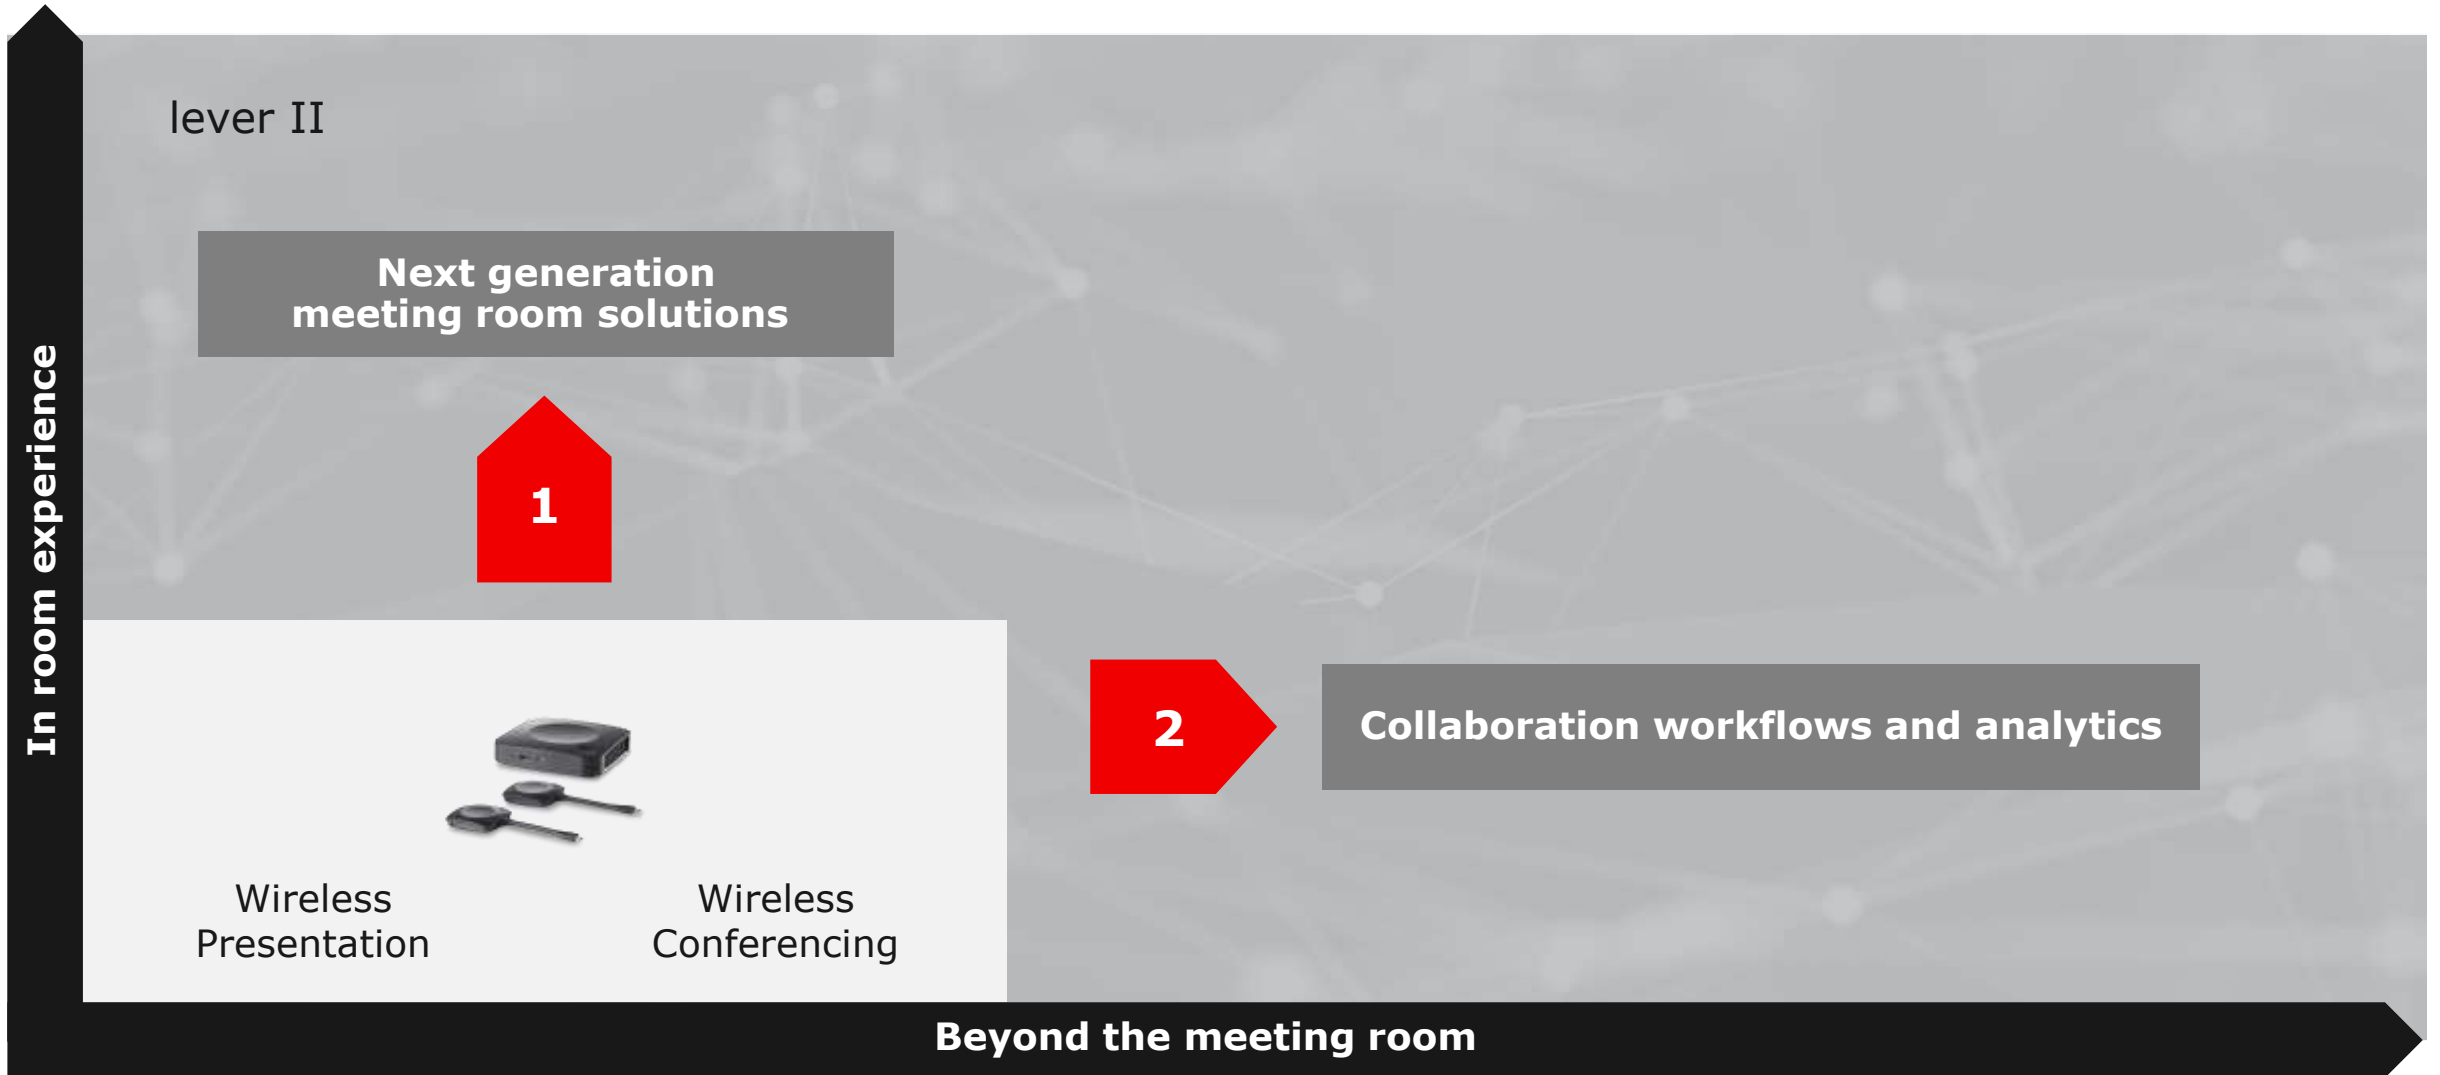 lever II
Next generation
meeting room solutions
In room experience
1
2
Collaboration workflows and analytics
Wireless
Presentation
Wireless
Conferencing
Beyond the meeting room